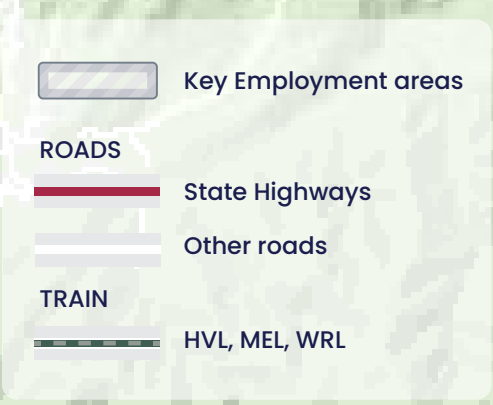 Key Employment areas
ROADS
State Highways
Other roads
TRAIN
HVL, MEL, WRL